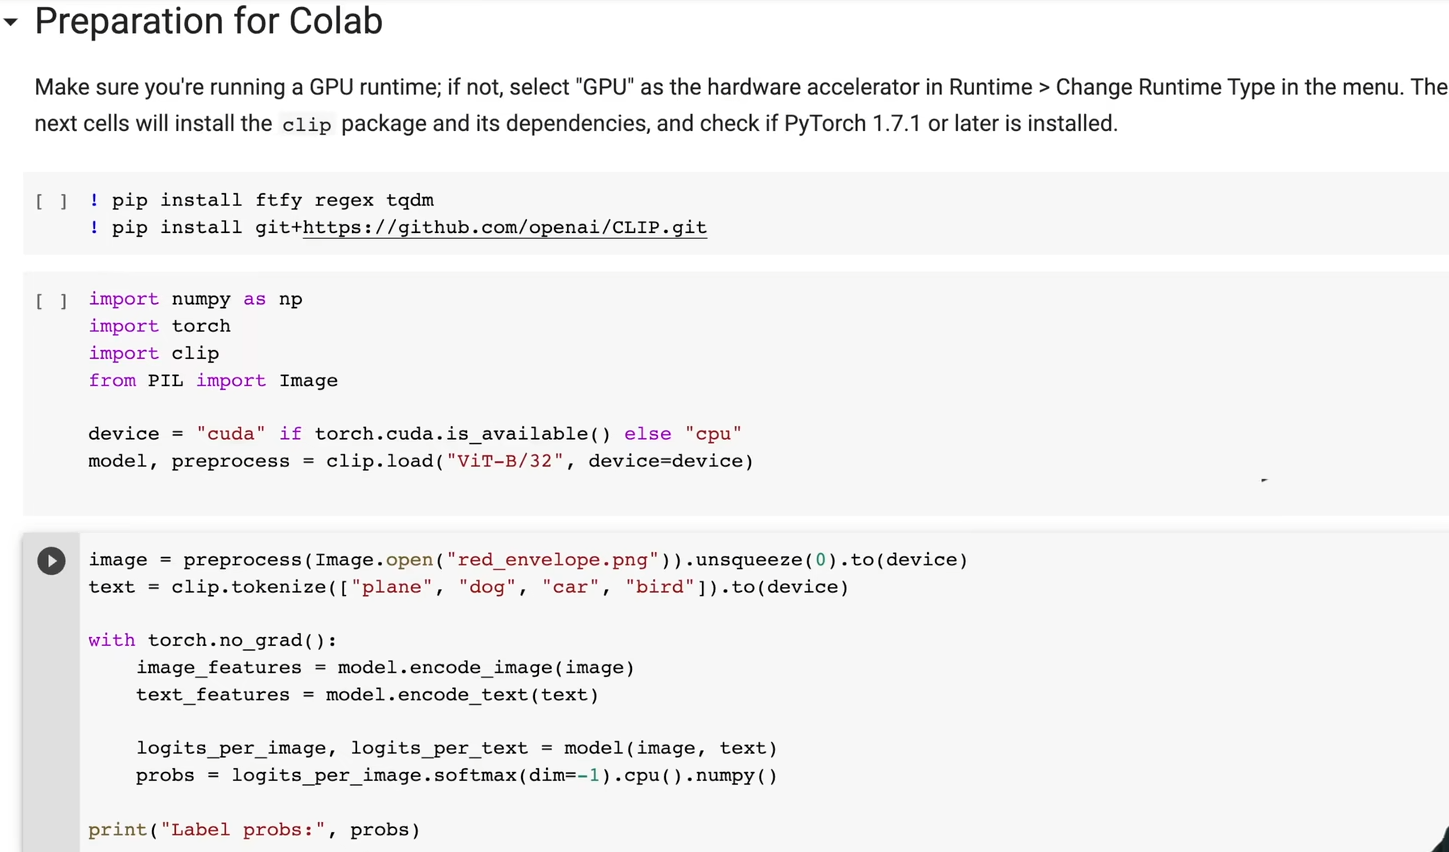 Preparation for Colab
Make sure you're running a GPU runtime; if not, select "GPU" as the hardware accelerator in Runtime > Change Runtime Type in the menu. The
next cells will install the clip package and its dependencies, and check if PyTorch 1.7.1 or later is installed.
[ ] ! pip install ftfy regex tqdm
! pip install git+https://github.com/openai/CLIP.git
[ ] import numpy as np
import torch
import clip
from PIL import Image
device = "cuda" if torch.cuda.is_available() else "cpu"
model, preprocess = clip.load("ViT-B/32", device=device)
image = preprocess(Image.open("red_envelope.png")).unsqueeze(0).to(device)
text = clip.tokenize(["plane", "dog", "car", "bird"]).to(device)
with torch.no_grad():
    image_features = model.encode_image(image)
    text_features = model.encode_text(text)
    logits_per_image, logits_per_text = model(image, text)
    probs = logits_per_image.softmax(dim=-1).cpu().numpy()
print("Label probs:", probs)